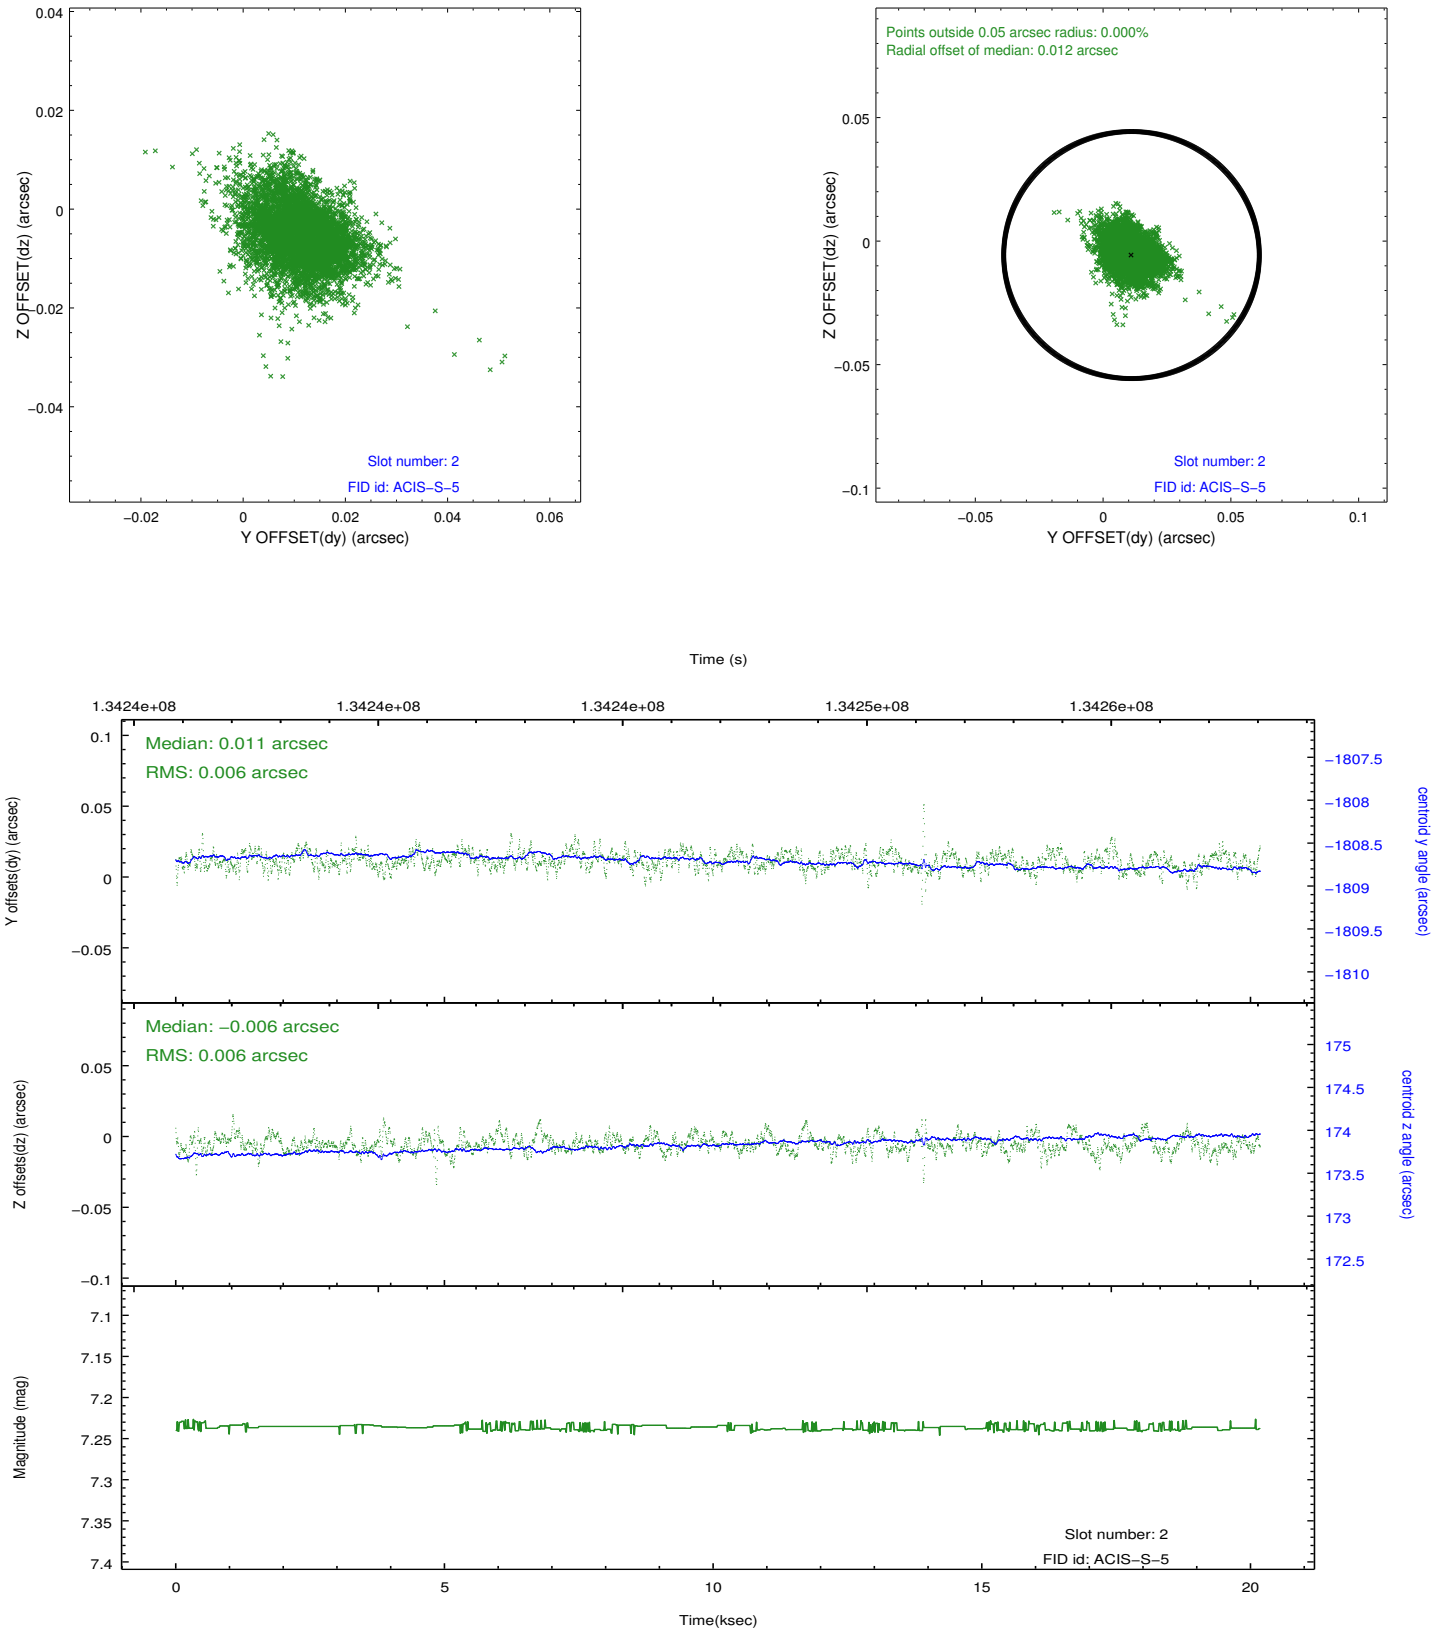 0.04
0.02
0
−0.02
−0.04
Z OFFSET(dz) (arcsec)
Slot number: 2
FID id: ACIS−S−5
−0.02
0
0.02
0.04
0.06
Y OFFSET(dy) (arcsec)
Points outside 0.05 arcsec radius: 0.000%
Radial offset of median: 0.012 arcsec
0.05
0
−0.05
−0.1
Z OFFSET(dz) (arcsec)
Slot number: 2
FID id: ACIS−S−5
−0.05
0
0.05
0.1
Y OFFSET(dy) (arcsec)
Time (s)
1.3424e+08
1.3424e+08
1.3424e+08
1.3425e+08
1.3426e+08
Median: 0.011 arcsec
RMS: 0.006 arcsec
0.1
0.05
0
−0.05
Y offsets(dy) (arcsec)
−1807.5
−1808
−1808.5
−1809
−1809.5
−1810
centroid y angle (arcsec)
Median: −0.006 arcsec
RMS: 0.006 arcsec
0.05
0
−0.05
−0.1
Z offsets(dz) (arcsec)
175
174.5
174
173.5
173
172.5
centroid z angle (arcsec)
7.1
7.15
7.2
7.25
7.3
7.35
7.4
Magnitude (mag)
Slot number: 2
FID id: ACIS−S−5
0
5
10
15
20
Time(ksec)